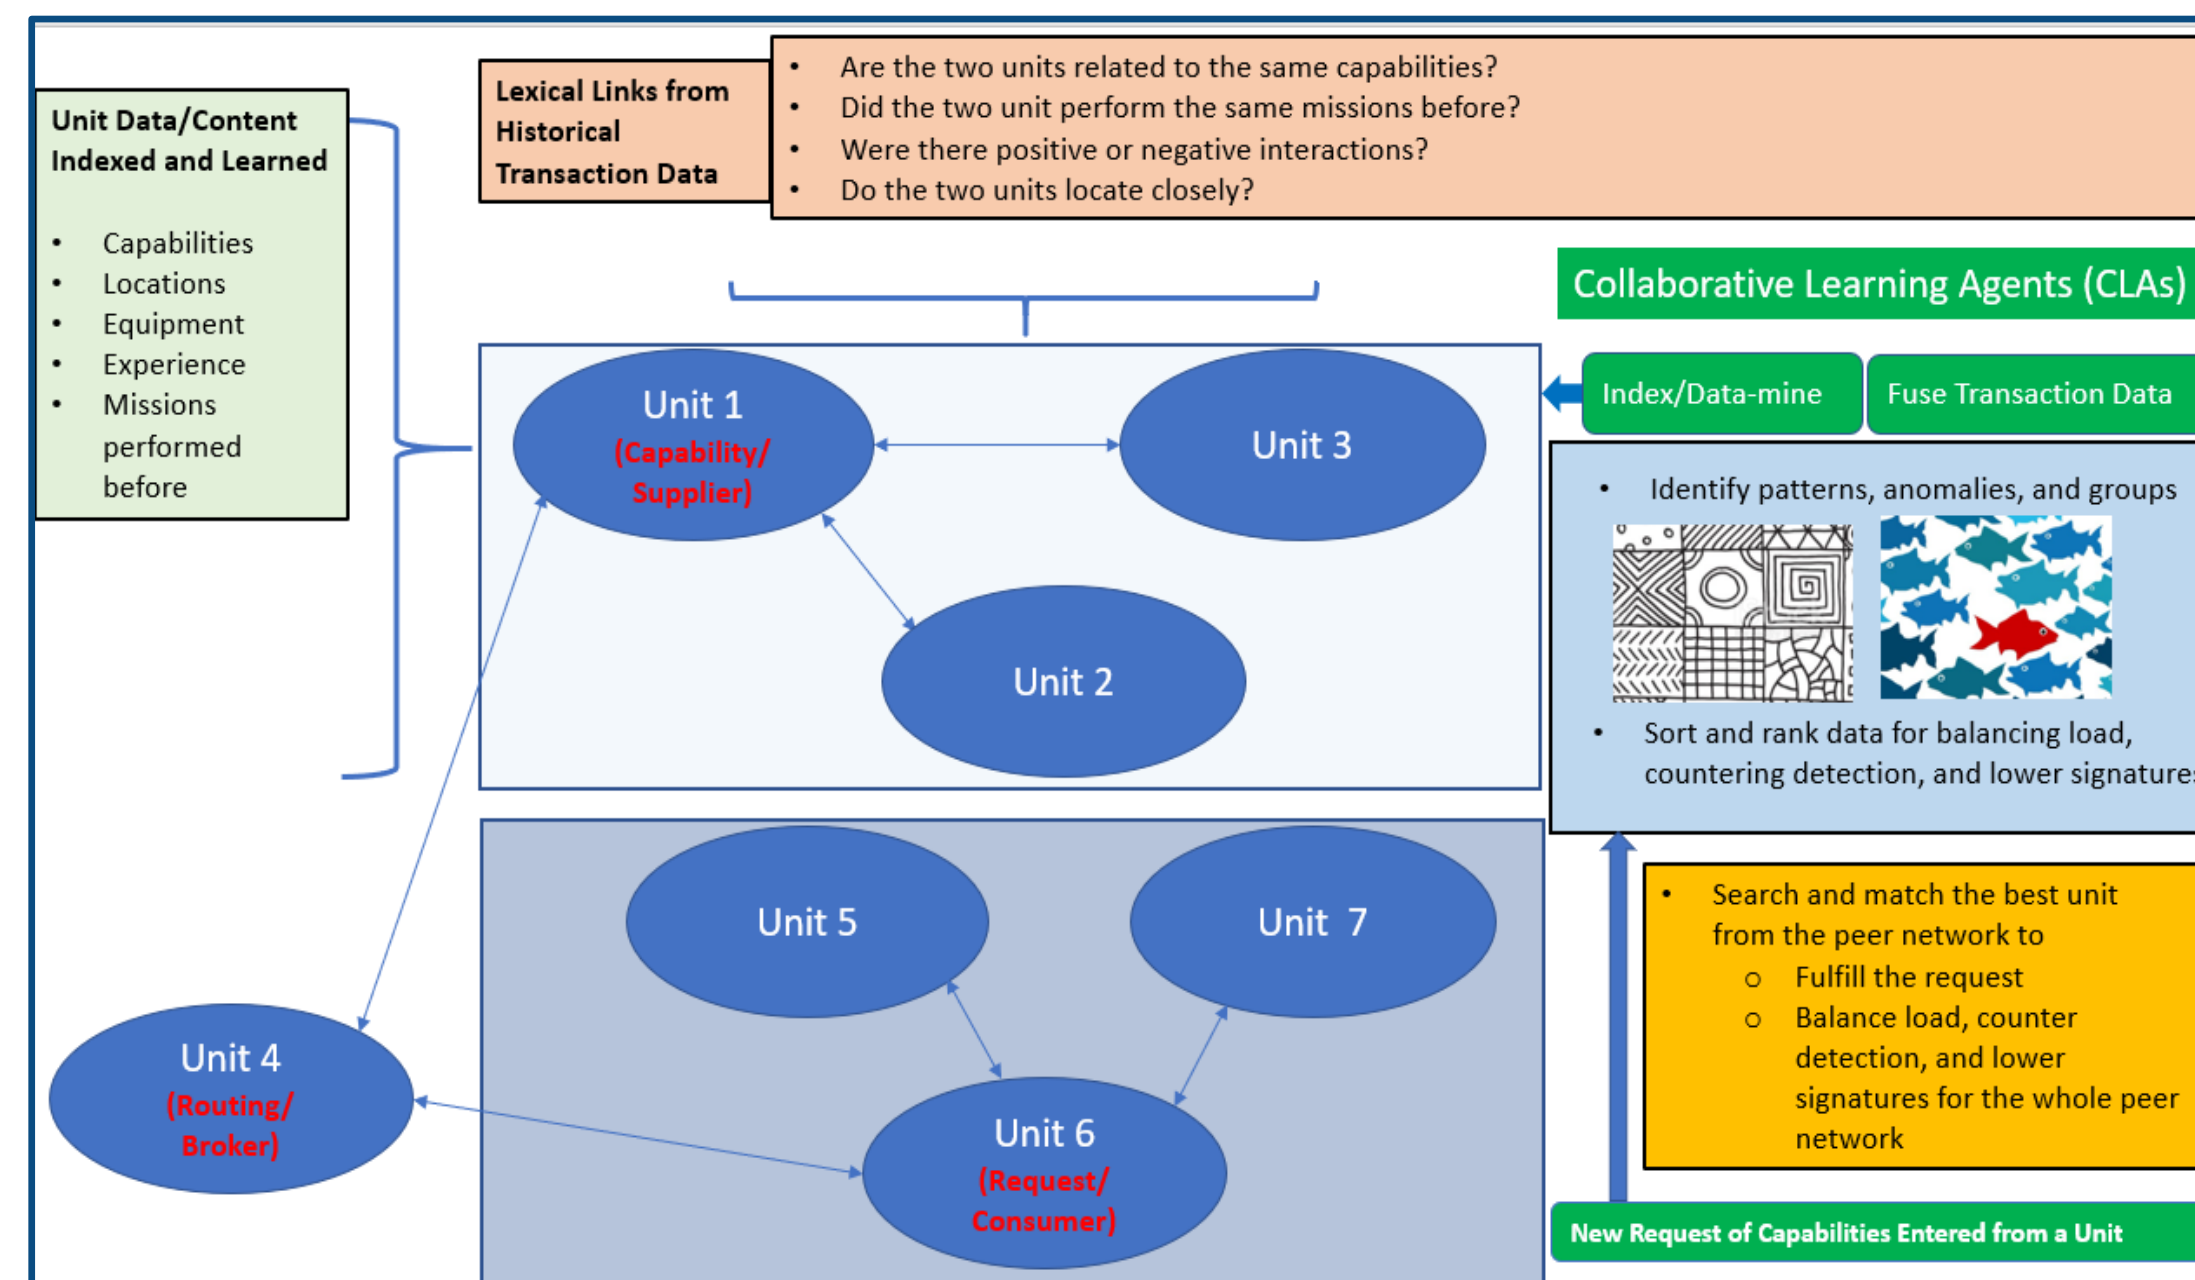 Unit Data/Content
Indexed and Learned
• Capabilities
• Locations
• Equipment
• Experience
• Missions
performed
before
Lexical Links from
Historical
Transaction Data
• Are the two units related to the same capabilities?
• Did the two unit perform the same missions before?
• Were there positive or negative interactions?
• Do the two units locate closely?
Collaborative Learning Agents (CLAs)
Index/Data-mine
Fuse Transaction Data
Unit 1
(Capability/
Supplier)
Unit 3
Unit 2
• Identify patterns, anomalies, and groups
• Sort and rank data for balancing load,
countering detection, and lower signatures
Unit 5
Unit 7
Unit 4
(Routing/
Broker)
Unit 6
(Request/
Consumer)
• Search and match the best unit
from the peer network to
o Fulfill the request
o Balance load, counter
detection, and lower
signatures for the whole peer
network
New Request of Capabilities Entered from a Unit